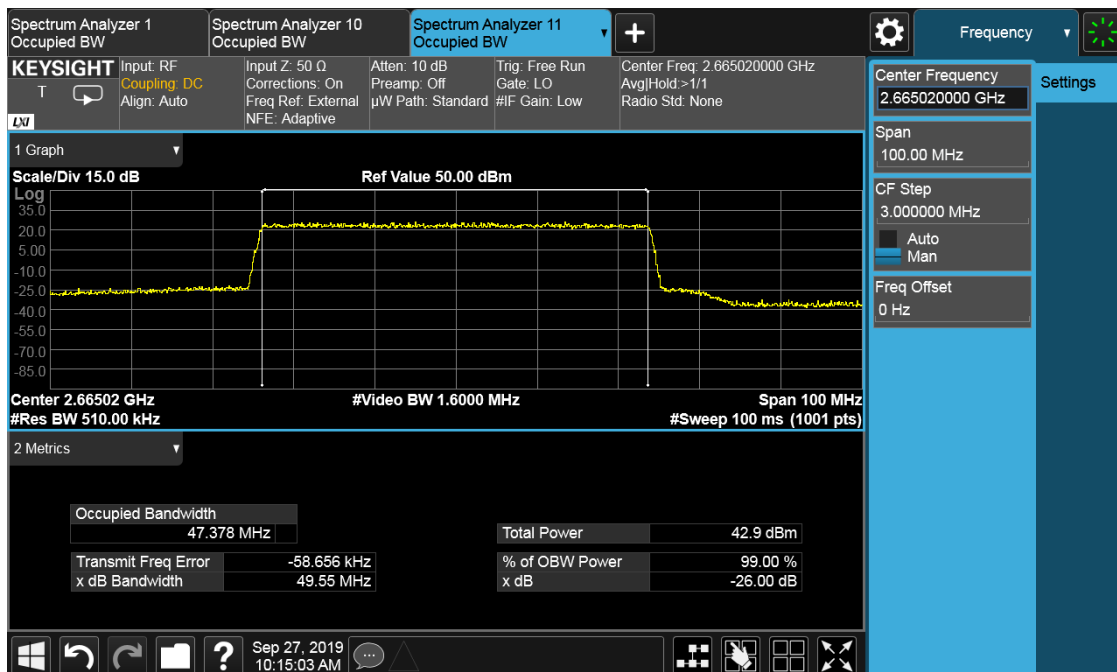 Spectrum Analyzer 1
Occupied BW
Spectrum Analyzer 10
Occupied BW
Spectrum Analyzer 11
Occupied BW
Frequency
KEYSIGHT
T
LXI
Input: RF
Coupling: DC
Align: Auto
Input Z: 50 Ω
Corrections: On
Freq Ref: External
NFE: Adaptive
Atten: 10 dB
Preamp: Off
µW Path: Standard
Trig: Free Run
Gate: LO
#IF Gain: Low
Center Freq: 2.665020000 GHz
Avg|Hold:>1/1
Radio Std: None
Center Frequency
2.665020000 GHz
Settings
Span
100.00 MHz
CF Step
3.000000 MHz
Auto
Man
Freq Offset
0 Hz
1 Graph
Scale/Div 15.0 dB
Ref Value 50.00 dBm
Log
35.0
20.0
5.00
-10.0
-25.0
-40.0
-55.0
-70.0
-85.0
Center 2.66502 GHz
#Video BW 1.6000 MHz
Span 100 MHz
#Res BW 510.00 kHz
#Sweep 100 ms (1001 pts)
2 Metrics
Occupied Bandwidth
47.378 MHz
Total Power 42.9 dBm
Transmit Freq Error -58.656 kHz
% of OBW Power 99.00 %
x dB Bandwidth 49.55 MHz
x dB -26.00 dB
?
Sep 27, 2019
10:15:03 AM